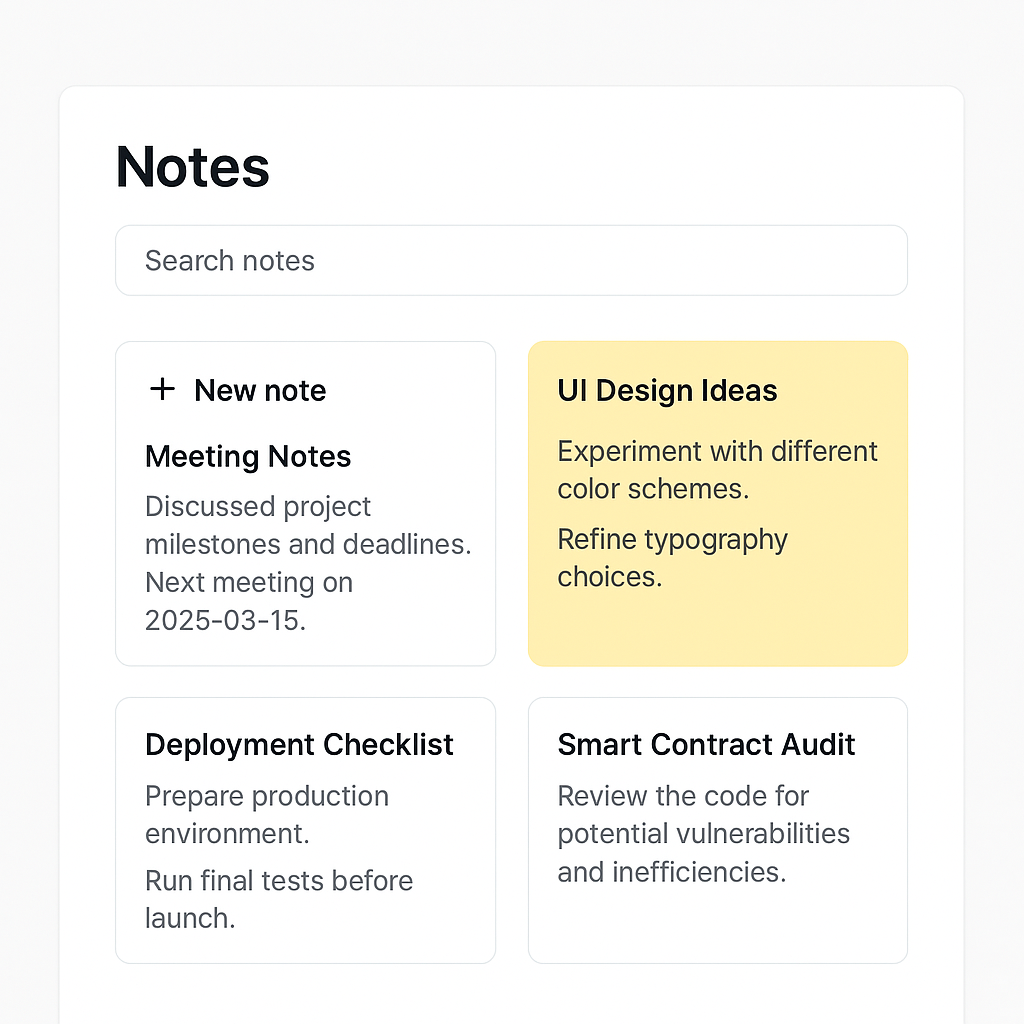 Notes
Search notes
+ New note
Meeting Notes
Discussed project
milestones and deadlines.
Next meeting on
2025-03-15.
UI Design Ideas
Experiment with different
color schemes.
Refine typography
choices.
Deployment Checklist
Prepare production
environment.
Run final tests before
launch.
Smart Contract Audit
Review the code for
potential vulnerabilities
and inefficiencies.